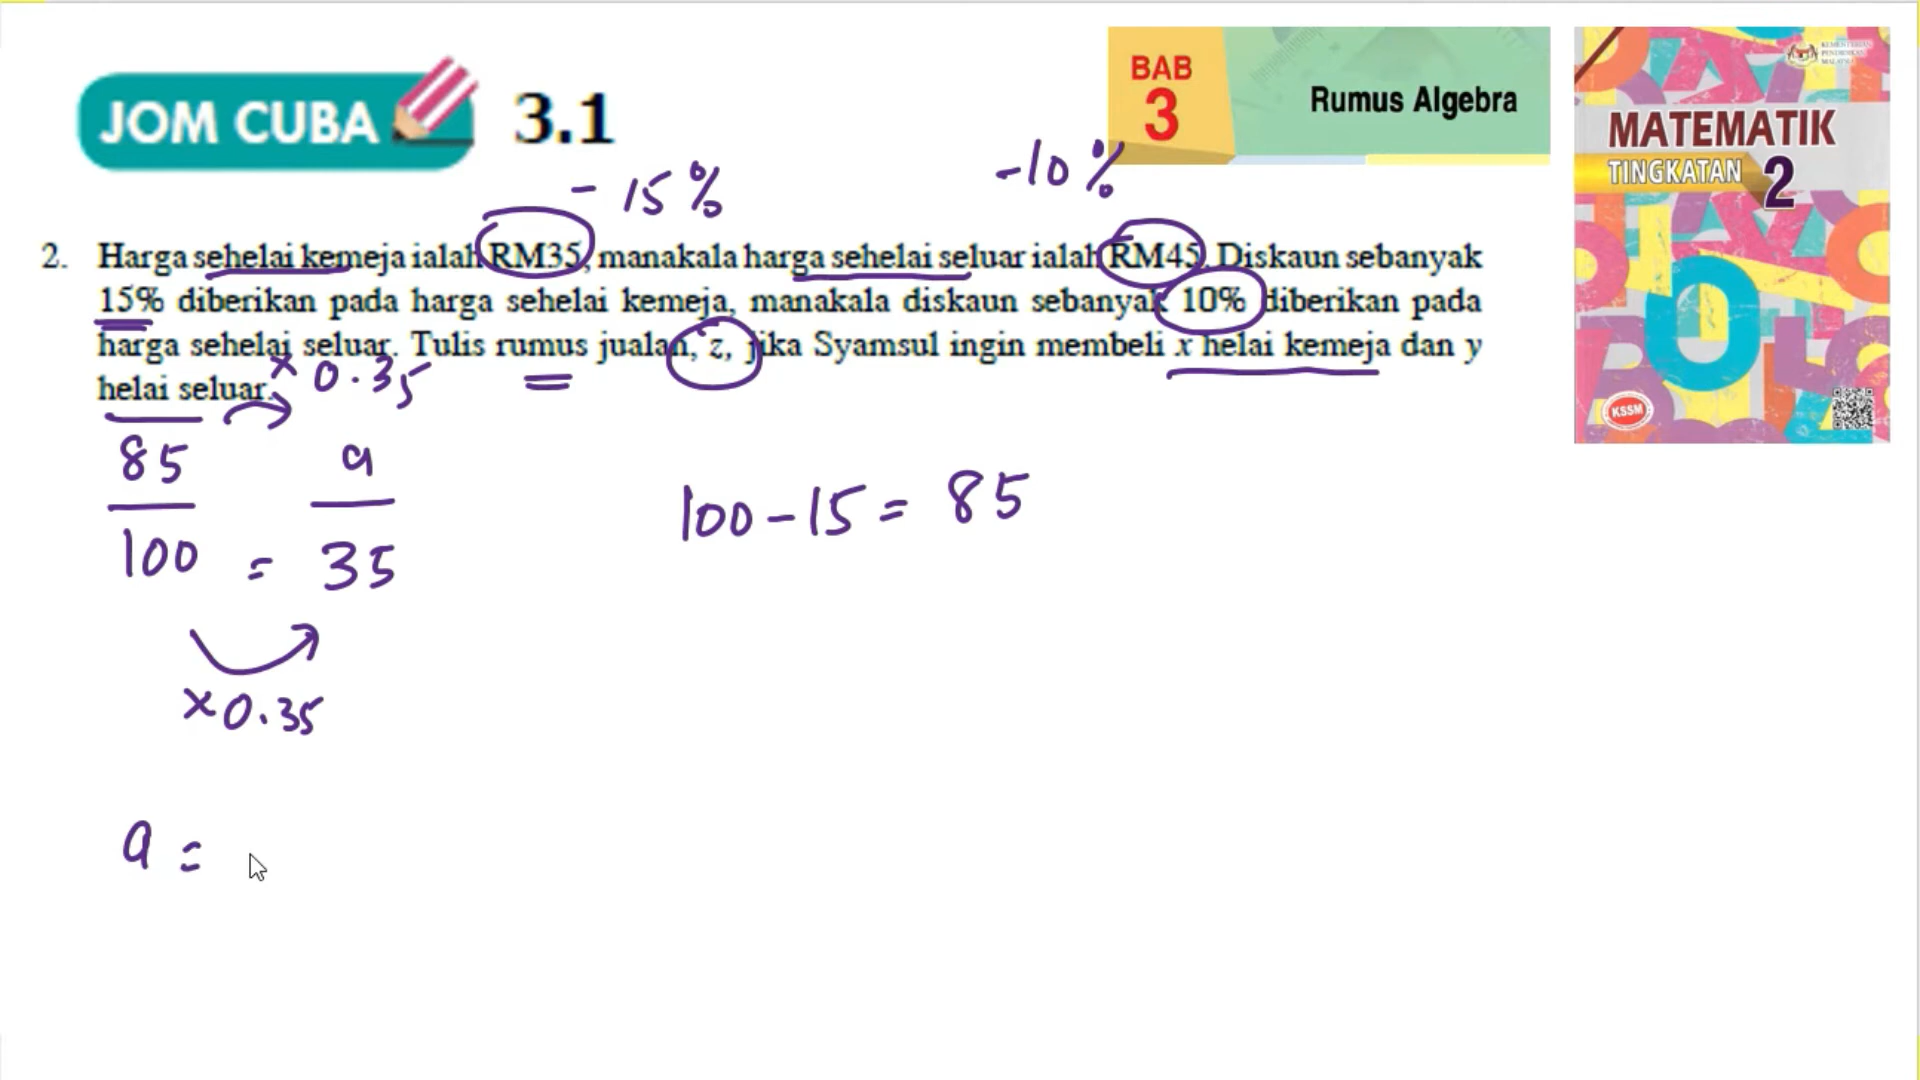 JOM CUBA 3.1
BAB
3
Rumus Algebra
KEMENTERIAN
PENDIDIKAN
MALAYSIA
MATEMATIK
TINGKATAN 2
KSSM
- 15%
-10%
2. Harga sehelai kemeja ialah RM35, manakala harga sehelai seluar ialah RM45. Diskaun sebanyak
15% diberikan pada harga sehelai kemeja, manakala diskaun sebanyak 10% diberikan pada
harga sehelai seluar. Tulis rumus jualan, z, jika Syamsul ingin membeli x helai kemeja dan y
helai seluar.
× 0.35
85/100 = a/35
100-15= 85
×0.35
a =